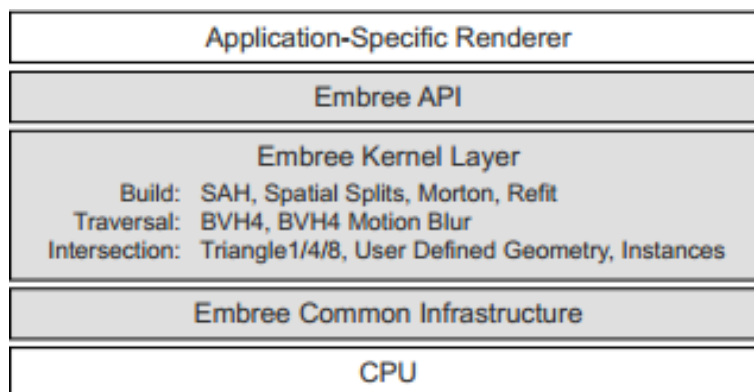 Application-Specific Renderer
Embree API
Embree Kernel Layer
Build: SAH, Spatial Splits, Morton, Refit
Traversal: BVH4, BVH4 Motion Blur
Intersection: Triangle1/4/8, User Defined Geometry, Instances
Embree Common Infrastructure
CPU